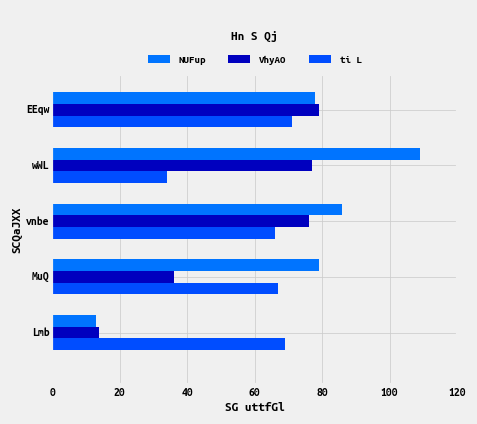 Hn S Qj
NUFup VhyAO ti L
EEqw
wWL
vnbe
MuQ
Lmb
SCQaJXX
0 20 40 60 80 100 120
SG uttfGl